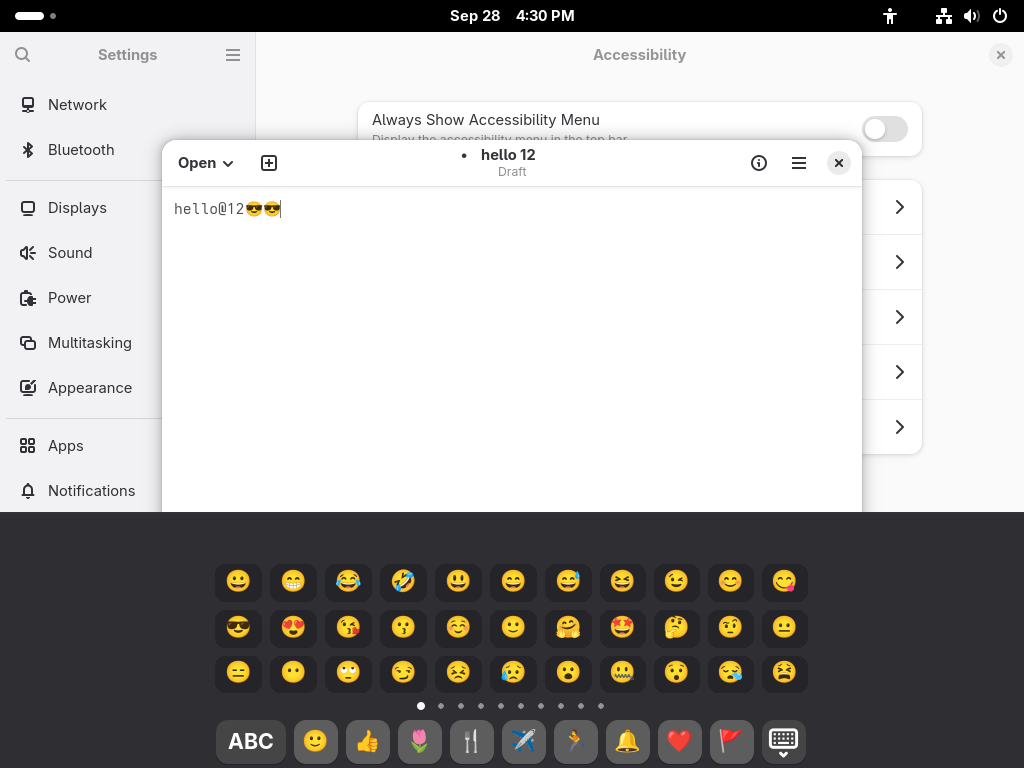 Sep 28 4:30 PM
Settings
Accessibility
Network
Bluetooth
Displays
Sound
Power
Multitasking
Appearance
Apps
Notifications
Always Show Accessibility Menu
Display the accessibility menu in the top bar
Open
• hello 12
Draft
hello@12😎😎
ABC